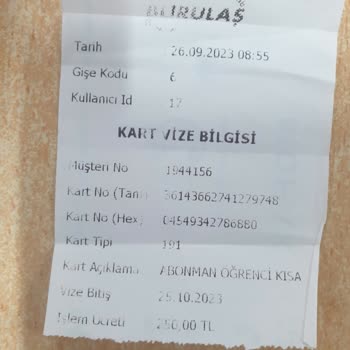 BURULAŞ
Tarih : 26.09.2023 08:55
Gişe Kodu : 6
Kullanıcı Id : 17
KART VİZE BİLGİSİ
Müşteri No : 1944156
Kart No (Tam) : 36143662741279748
Kart No (Hex) : 04549342786880
Kart Tipi : 191
Kart Açıklama : ABONMAN ÖĞRENCİ KISA
Vize Bitiş : 25.10.2023
İşlem Ücreti : 250,00 TL